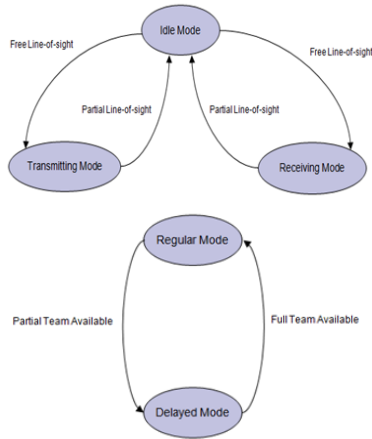 Idle Mode
Free Line-of-sight
Free Line-of-sight
Partial Line-of-sight
Partial Line-of-sight
Transmitting Mode
Receiving Mode
Regular Mode
Partial Team Available
Full Team Available
Delayed Mode